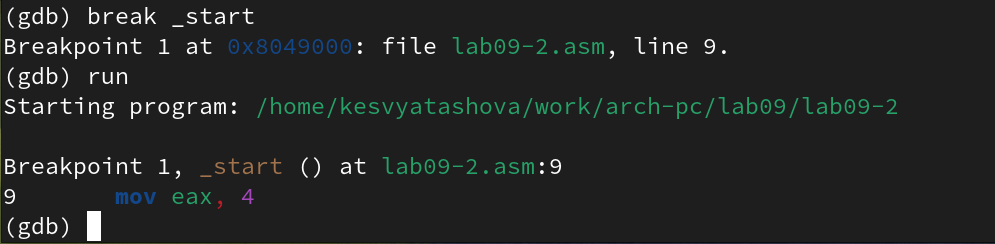 (gdb) break _start
Breakpoint 1 at 0x8049000: file lab09-2.asm, line 9.
(gdb) run
Starting program: /home/kesvyatashova/work/arch-pc/lab09/lab09-2
Breakpoint 1, _start () at lab09-2.asm:9
9       mov eax, 4
(gdb)